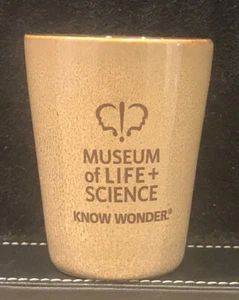 MUSEUM
of LIFE +
SCIENCE
KNOW WONDER.®